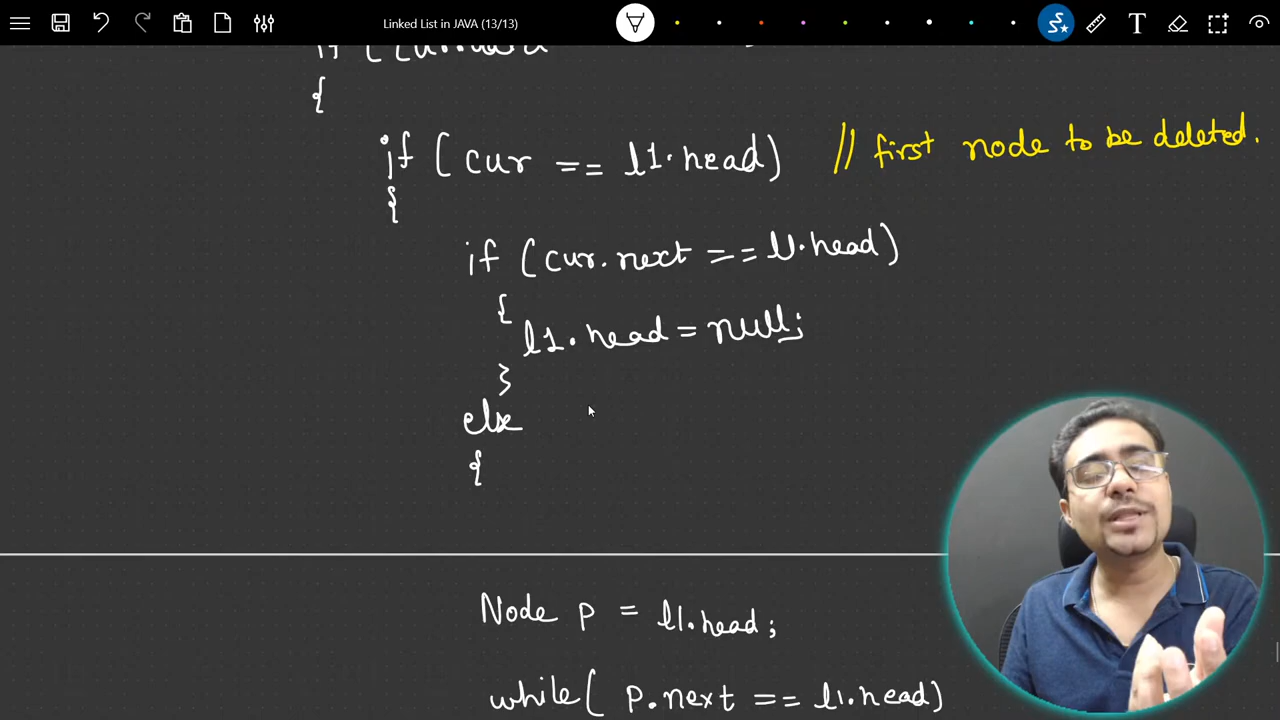 Linked List in JAVA (13/13)
{
if (cur == l1.head) // first node to be deleted.
{
if (cur.next == l1.head)
{
l1.head = null;
}
else
{
Node p = l1.head;
while( p.next == l1.head)